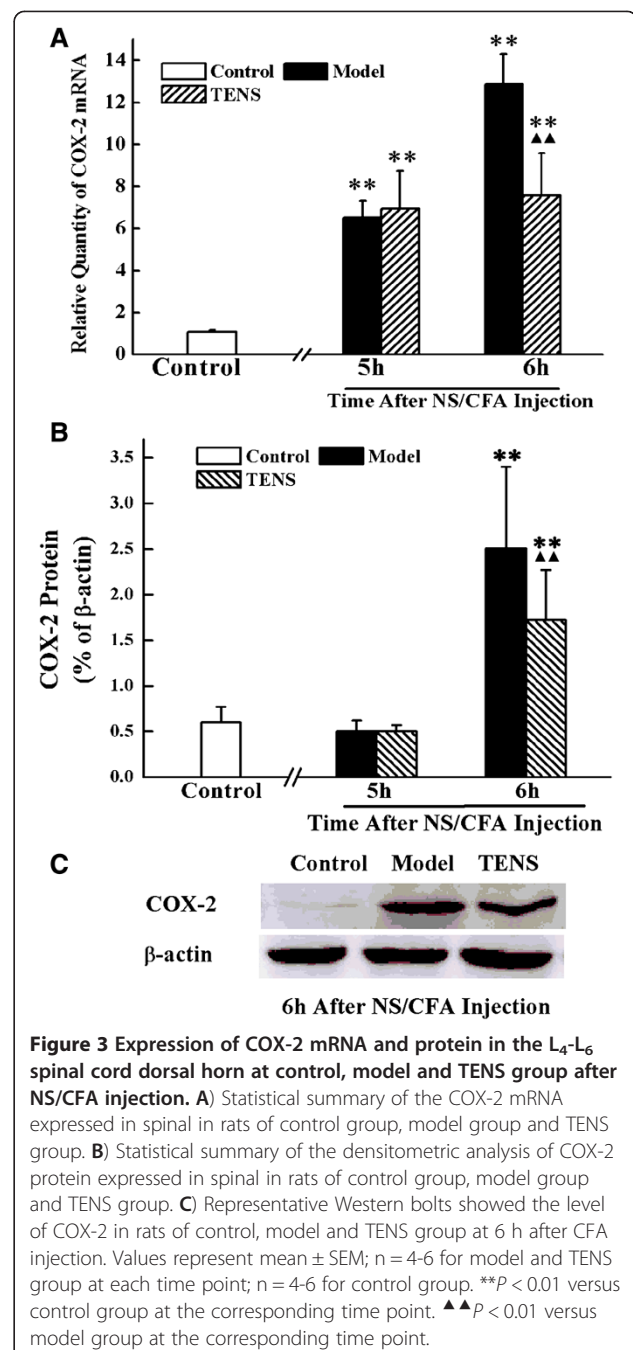 A
** 
Control Model
TENS
**
▲▲
** **
Relative Quantity of COX-2 mRNA
14
12
10
8
6
4
2
0
Control // 5h 6h
Time After NS/CFA Injection
B
Control Model
TENS
**
**
▲▲
COX-2 Protein
(% of β-actin)
3.5
3.0
2.5
2.0
1.5
1.0
0.5
0.0
Control // 5h 6h
Time After NS/CFA Injection
C
Control Model TENS
COX-2
β-actin
6h After NS/CFA Injection
Figure 3 Expression of COX-2 mRNA and protein in the L₄-L₆
spinal cord dorsal horn at control, model and TENS group after
NS/CFA injection. A) Statistical summary of the COX-2 mRNA
expressed in spinal in rats of control group, model group and TENS
group. B) Statistical summary of the densitometric analysis of COX-2
protein expressed in spinal in rats of control group, model group
and TENS group. C) Representative Western bolts showed the level
of COX-2 in rats of control, model and TENS group at 6 h after CFA
injection. Values represent mean ± SEM; n = 4-6 for model and TENS
group at each time point; n = 4-6 for control group. **P < 0.01 versus
control group at the corresponding time point. ▲▲P < 0.01 versus
model group at the corresponding time point.